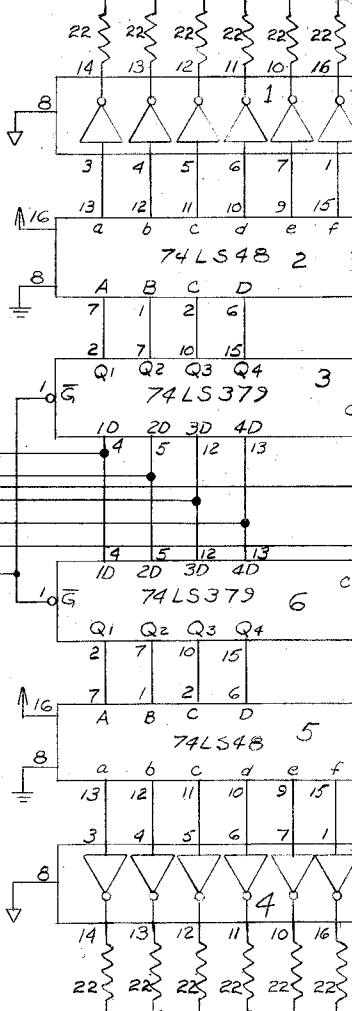 22 22 22 22 22 22
14 13 12 11 10 16
8 1
3 4 5 6 7 1
13 12 11 10 9 15
16 a b c d e f
74LS48 2
8 A B C D
7 1 2 6
2 7 10 15
Q1 Q2 Q3 Q4 3
1 G̅ 74LS379
1D 2D 3D 4D
4 5 12 13
4 5 12 13
1D 2D 3D 4D C
1 G̅ 74LS379 6
Q1 Q2 Q3 Q4
2 7 10 15
7 1 2 6
16 A B C D
74LS48 5
8 a b c d e f
13 12 11 10 9 15
3 4 5 6 7 1
8 4
14 13 12 11 10 16
22 22 22 22 22 22